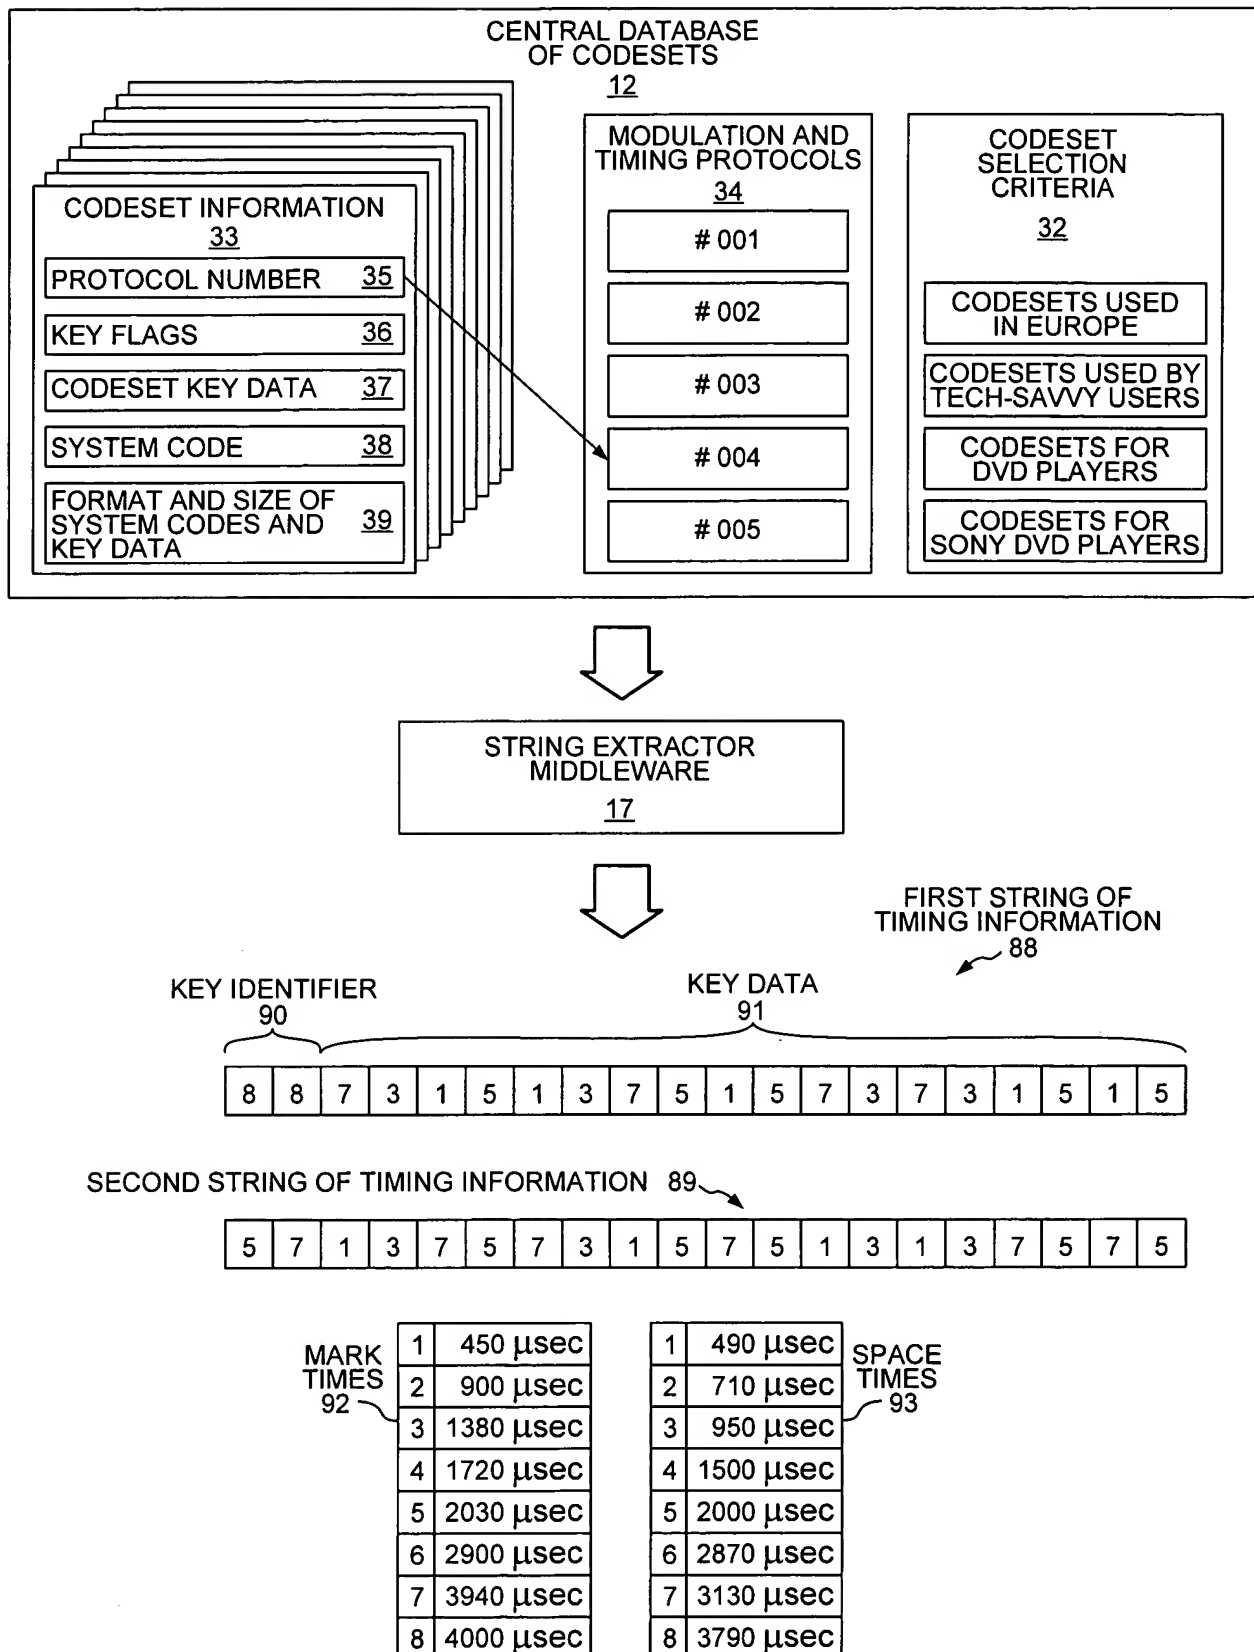 CENTRAL DATABASE
OF CODESETS
12
CODESET INFORMATION
33
PROTOCOL NUMBER 35
KEY FLAGS 36
CODESET KEY DATA 37
SYSTEM CODE 38
FORMAT AND SIZE OF
SYSTEM CODES AND 39
KEY DATA
MODULATION AND
TIMING PROTOCOLS
34
# 001
# 002
# 003
# 004
# 005
CODESET
SELECTION
CRITERIA
32
CODESETS USED
IN EUROPE
CODESETS USED BY
TECH-SAVVY USERS
CODESETS FOR
DVD PLAYERS
CODESETS FOR
SONY DVD PLAYERS
STRING EXTRACTOR
MIDDLEWARE
17
FIRST STRING OF
TIMING INFORMATION
88
KEY IDENTIFIER
90
KEY DATA
91
8 8 7 3 1 5 1 3 7 5 1 5 7 3 7 3 1 5 1 5
SECOND STRING OF TIMING INFORMATION 89
5 7 1 3 7 5 7 3 1 5 7 5 1 3 1 3 7 5 7 5
MARK
TIMES
92
1 450 µsec
2 900 µsec
3 1380 µsec
4 1720 µsec
5 2030 µsec
6 2900 µsec
7 3940 µsec
8 4000 µsec
1 490 µsec
2 710 µsec
3 950 µsec
4 1500 µsec
5 2000 µsec
6 2870 µsec
7 3130 µsec
8 3790 µsec
SPACE
TIMES
93